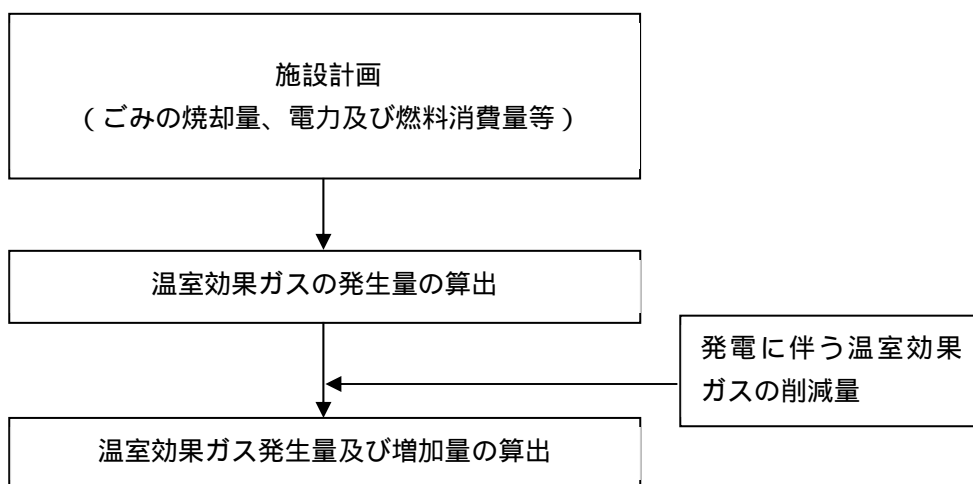 施設計画
（ごみの焼却量、電力及び燃料消費量等）
温室効果ガスの発生量の算出
発電に伴う温室効果
ガスの削減量
温室効果ガス発生量及び増加量の算出